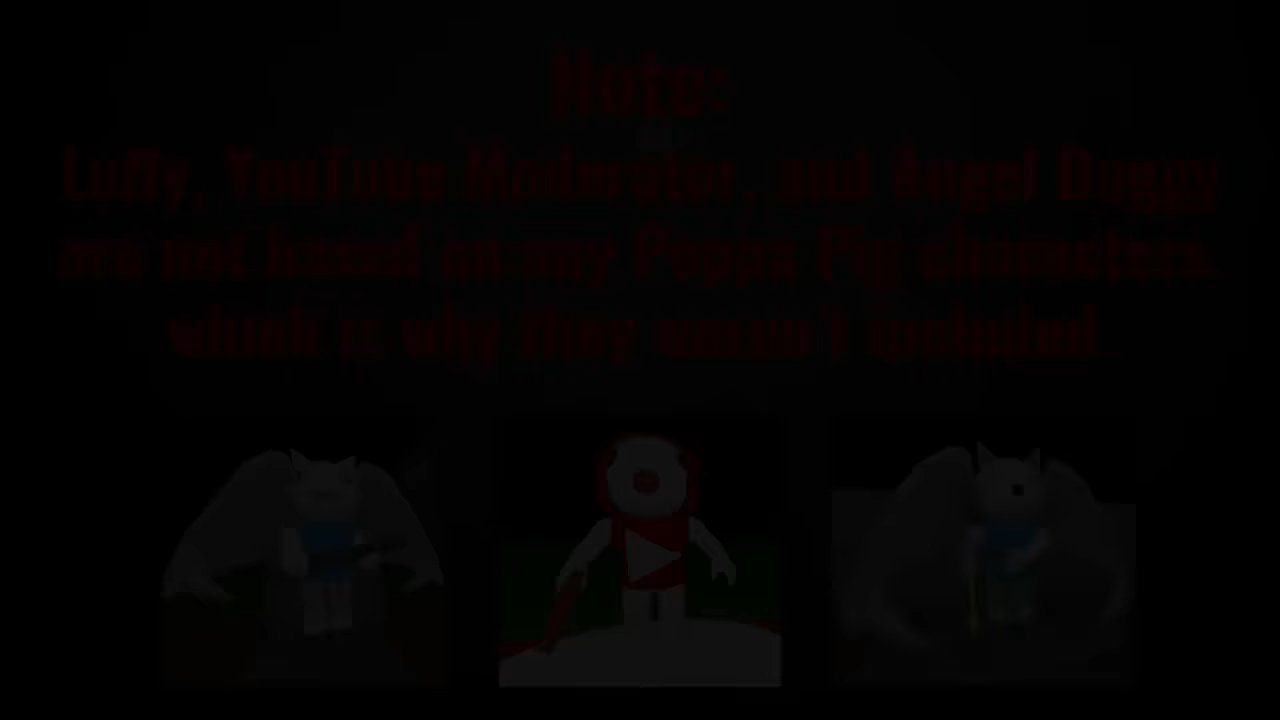 Note:
Luffy, YouTube Moderator, and Angel Doggy
are not based on any Peppa Pig characters,
which is why they weren't included.